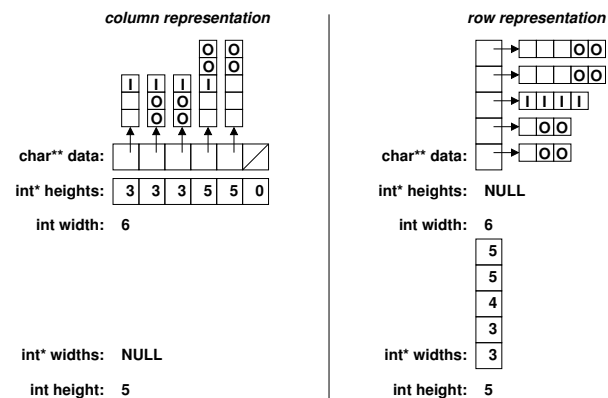 column representation
O O
O O
I I I I
O O
O O
char** data:
int* heights: 3 3 3 5 5 0
int width: 6
int* widths: NULL
int height: 5
row representation
O O
O O
I I I I
O O
O O
char** data:
int* heights: NULL
int width: 6
5
5
4
3
int* widths: 3
int height: 5